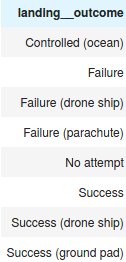 landing__outcome
Controlled (ocean)
Failure
Failure (drone ship)
Failure (parachute)
No attempt
Success
Success (drone ship)
Success (ground pad)